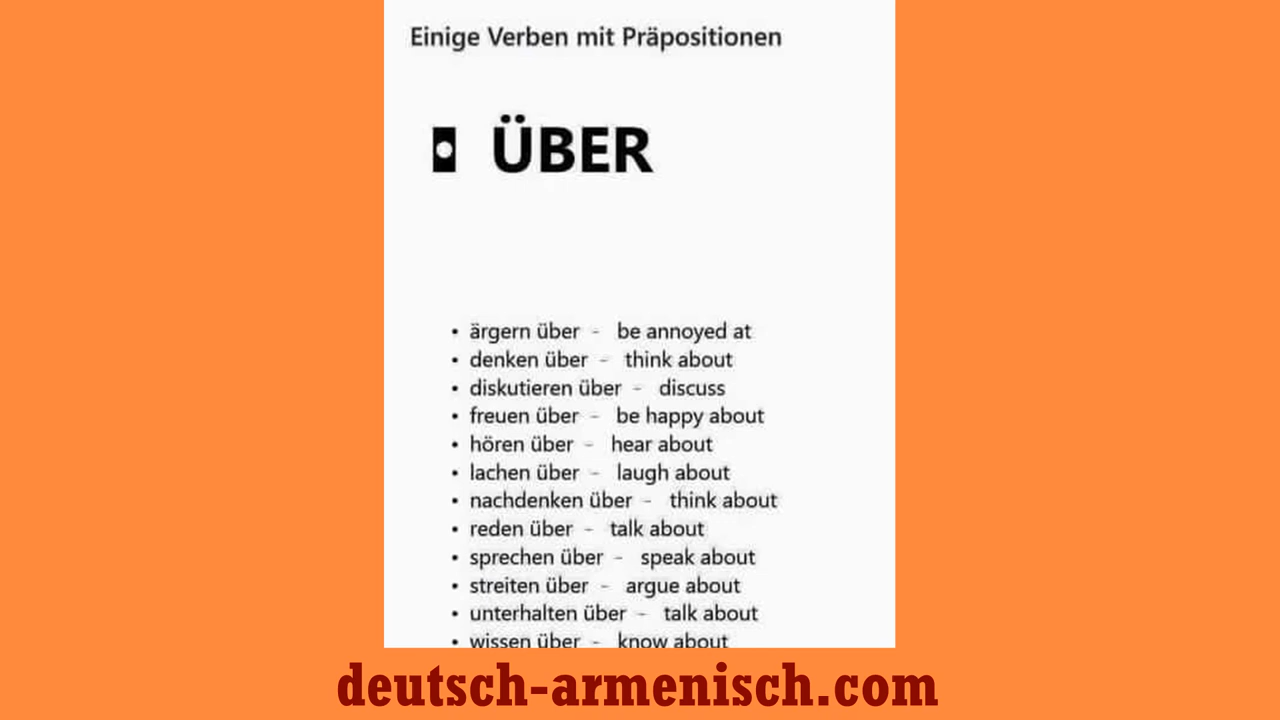 Einige Verben mit Präpositionen
ÜBER
• ärgern über - be annoyed at
• denken über - think about
• diskutieren über - discuss
• freuen über - be happy about
• hören über - hear about
• lachen über - laugh about
• nachdenken über - think about
• reden über - talk about
• sprechen über - speak about
• streiten über - argue about
• unterhalten über - talk about
• wissen über - know about
deutsch-armenisch.com